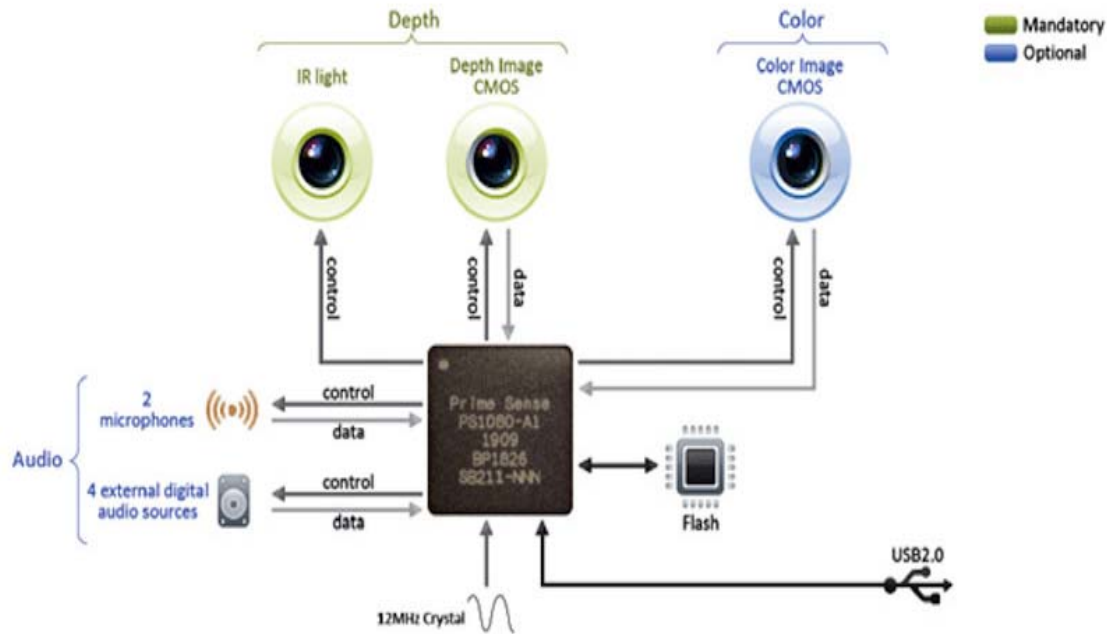 Depth
Color
Mandatory
Optional
IR light
Depth Image
CMOS
Color Image
CMOS
control
control
data
control
data
Audio
2
microphones
control
data
4 external digital
audio sources
control
data
Prime Sense
PS1080-A1
1909
BP1826
SB211-NNN
Flash
USB2.0
12MHz Crystal